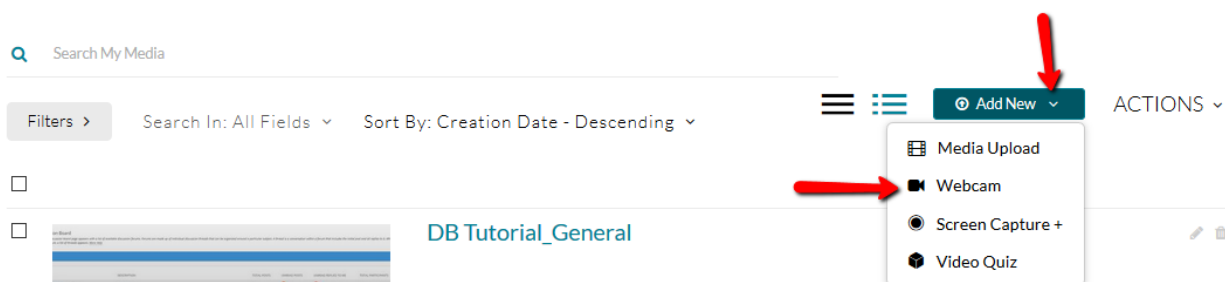 Search My Media
Filters >
Search In: All Fields
Sort By: Creation Date - Descending
Add New
ACTIONS
Media Upload
Webcam
Screen Capture +
Video Quiz
DB Tutorial_General